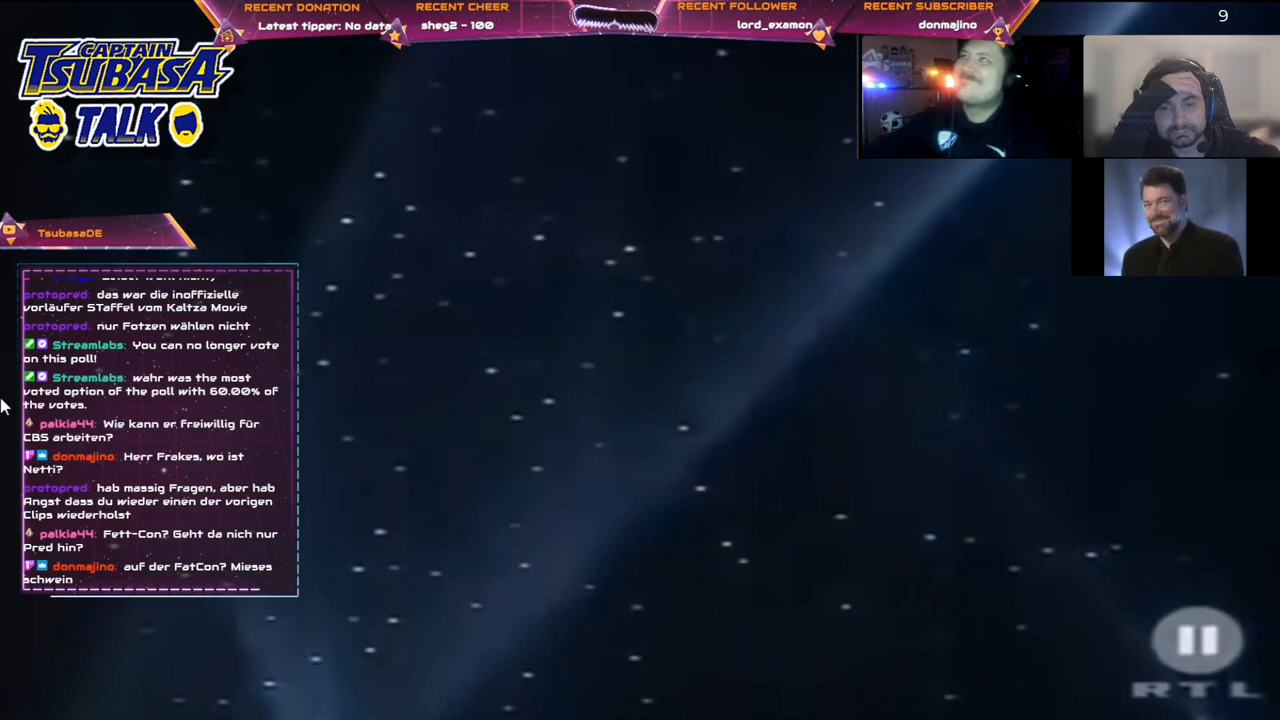 RECENT DONATION
Latest tipper: No data
RECENT CHEER
sheg2 - 100
RECENT FOLLOWER
lord_examon
RECENT SUBSCRIBER
donmajino
9
CAPTAIN
TSUBASA
TALK
TsubasaDE
protopred: das war die inoffizielle
vorläufer STaffel vom Kaltza Movie
protopred: nur Fotzen wählen nicht
Streamlabs: You can no longer vote
on this poll!
Streamlabs: wahr was the most
voted option of the poll with 60.00% of
the votes.
palkia44: Wie kann er freiwillig für
CBS arbeiten?
donmajino: Herr Frakes, wo ist
Netti?
protopred: hab massig Fragen, aber hab
Angst dass du wieder einen der vorigen
Clips wiederholst
palkia44: Fett-Con? Geht da nich nur
Pred hin?
donmajino: auf der FatCon? Mieses
schwein
RTL